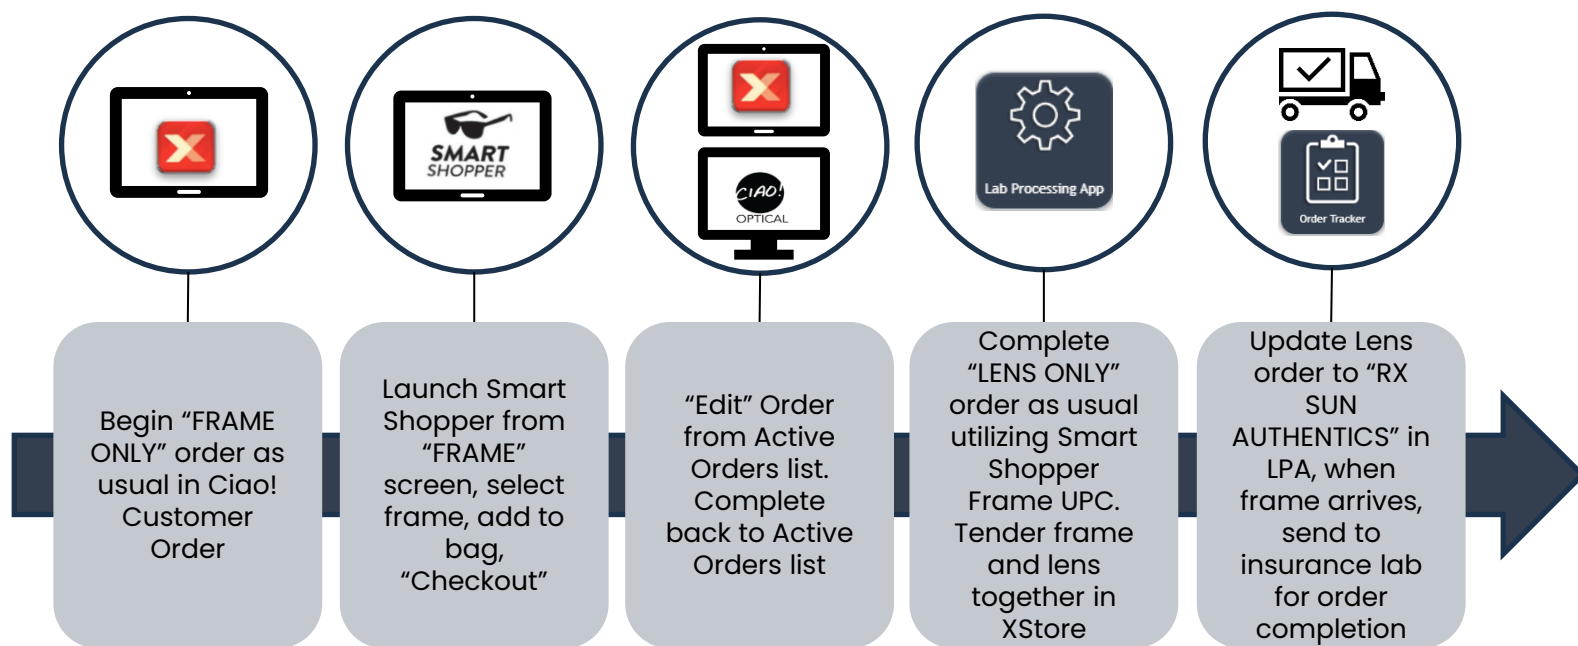 SMART
SHOPPER
CIAO!
OPTICAL
Lab Processing App
Order Tracker
Begin “FRAME
ONLY” order as
usual in Ciao!
Customer
Order
Launch Smart
Shopper from
“FRAME”
screen, select
frame, add to
bag,
“Checkout”
“Edit” Order
from Active
Orders list.
Complete
back to Active
Orders list
Complete
“LENS ONLY”
order as usual
utilizing Smart
Shopper
Frame UPC.
Tender frame
and lens
together in
XStore
Update Lens
order to “RX
SUN
AUTHENTICS” in
LPA, when
frame arrives,
send to
insurance lab
for order
completion